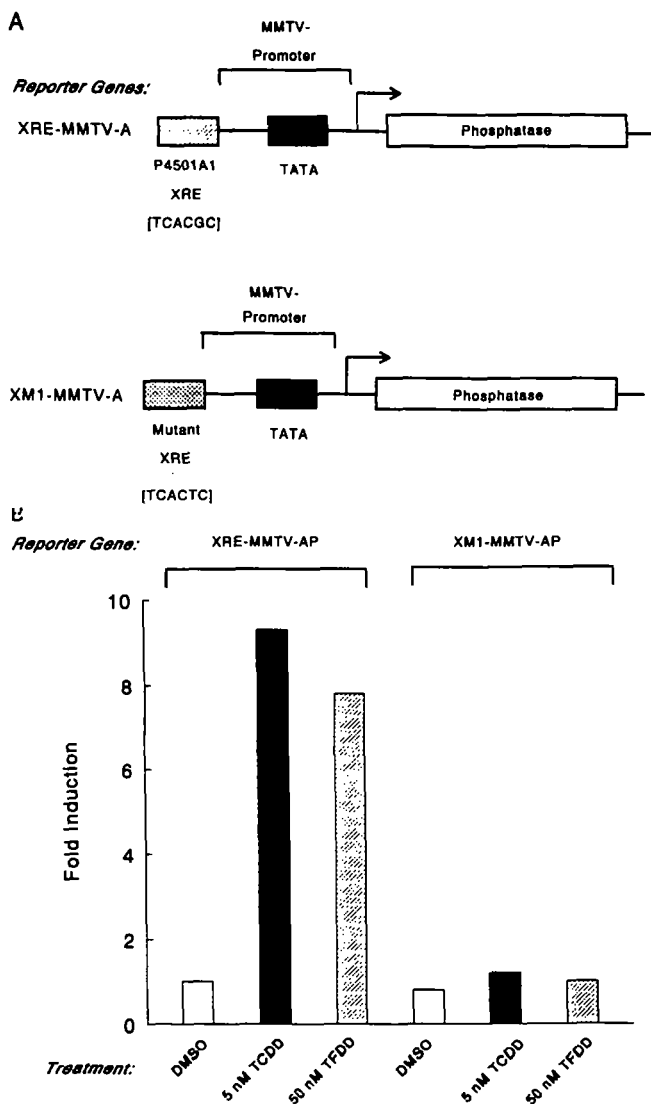 A
MMTV-
Promoter
Reporter Genes:
XRE-MMTV-A
Phosphatase
P4501A1
TATA
XRE
[TCACGC]
MMTV-
Promoter
XM1-MMTV-A
Phosphatase
Mutant
TATA
XRE
[TCACTC]
B
Reporter Gene:
XRE-MMTV-AP
XM1-MMTV-AP
10
8
6
4
2
0
Fold Induction
Treatment:
DMSO
5 nM TCDD
50 nM TFDD
DMSO
5 nM TCDD
50 nM TFDD